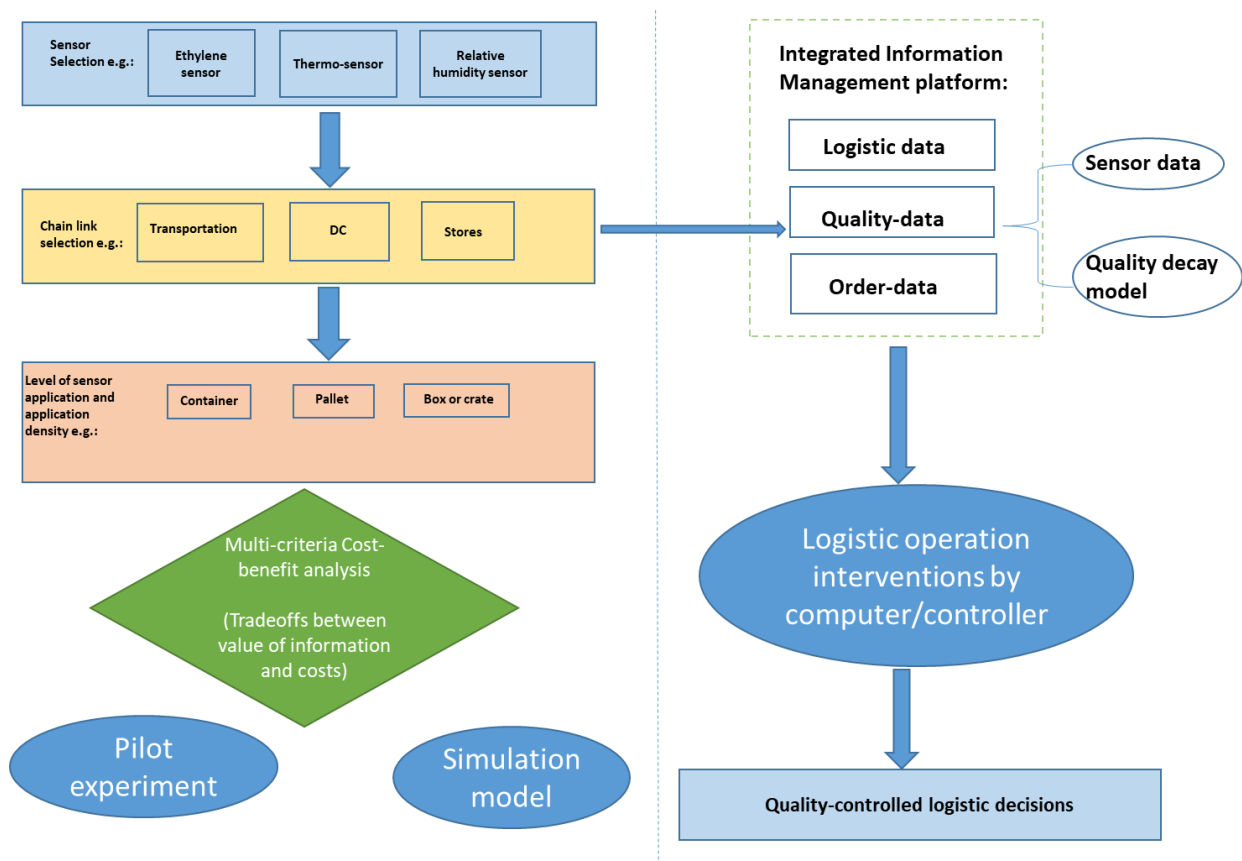 Sensor
Selection e.g.:
Ethylene
sensor
Thermo-sensor
Relative
humidity sensor
Chain link
selection e.g.:
Transportation
DC
Stores
Level of sensor
application and
application
density e.g.:
Container
Pallet
Box or crate
Multi-criteria Cost-
benefit analysis
(Tradeoffs between
value of information
and costs)
Pilot
experiment
Simulation
model
Integrated Information
Management platform:
Logistic data
Quality-data
Order-data
Sensor data
Quality decay
model
Logistic operation
interventions by
computer/controller
Quality-controlled logistic decisions